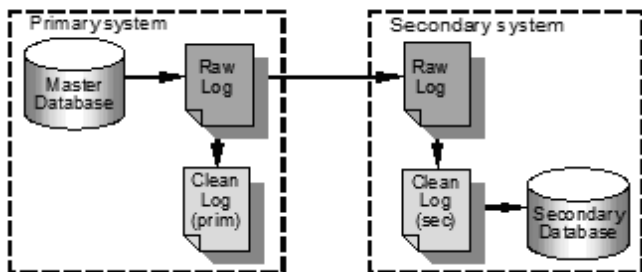 Primary system
Master
Database
Raw
Log
Clean
Log
(prim)
Secondary system
Raw
Log
Clean
Log
(sec)
Secondary
Database